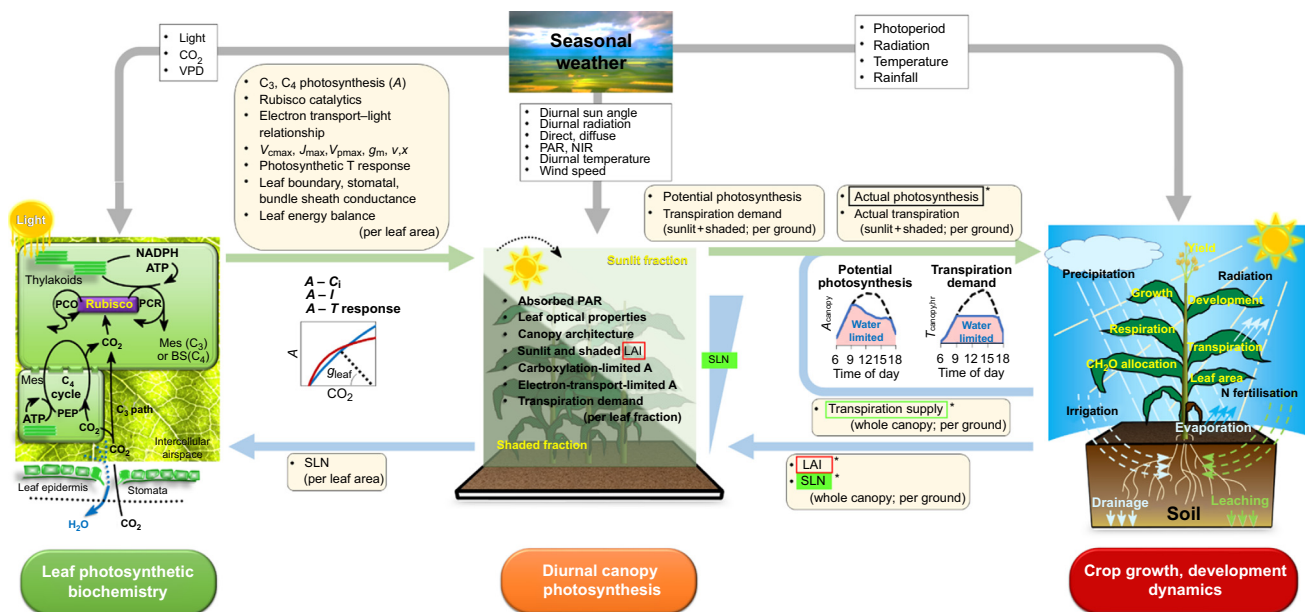 Light
CO2
VPD
Seasonal
weather
Photoperiod
Radiation
Temperature
Rainfall
C3, C4 photosynthesis (A)
Rubisco catalytics
Electron transport–light
relationship
Vcmax, Jmax, Vpmax, gm, v,x
Photosynthetic T response
Leaf boundary, stomatal,
bundle sheath conductance
Leaf energy balance
(per leaf area)
Diurnal sun angle
Diurnal radiation
Direct, diffuse
PAR, NIR
Diurnal temperature
Wind speed
Potential photosynthesis
Transpiration demand
(sunlit+shaded; per ground)
Actual photosynthesis*
Actual transpiration
(sunlit+shaded; per ground)
Light
NADPH
ATP
Thylakoids
PCO
Rubisco
PCR
Mes (C3)
or BS(C4)
CO2
Mes
C4
cycle
ATP
PEP
CO2
C3 path
CO2
Intercellular
airspace
Leaf epidermis
Stomata
H2O
CO2
A – Ci
A – I
A – T response
A
gleaf
CO2
SLN
(per leaf area)
Sunlit fraction
Absorbed PAR
Leaf optical properties
Canopy architecture
Sunlit and shaded LAI
Carboxylation-limited A
Electron-transport-limited A
Transpiration demand
(per leaf fraction)
Shaded fraction
SLN
Potential
photosynthesis
Acanopy
Water
limited
6 9 12 15 18
Time of day
Transpiration
demand
Tcanopy,hr
Water
limited
6 9 12 15 18
Time of day
Transpiration supply *
(whole canopy; per ground)
LAI *
SLN *
(whole canopy; per ground)
Yield
Precipitation
Radiation
Growth
Development
Respiration
Transpiration
CH2O allocation
Leaf area
N fertilisation
Irrigation
Evaporation
Drainage
Leaching
Soil
Leaf photosynthetic
biochemistry
Diurnal canopy
photosynthesis
Crop growth, development
dynamics